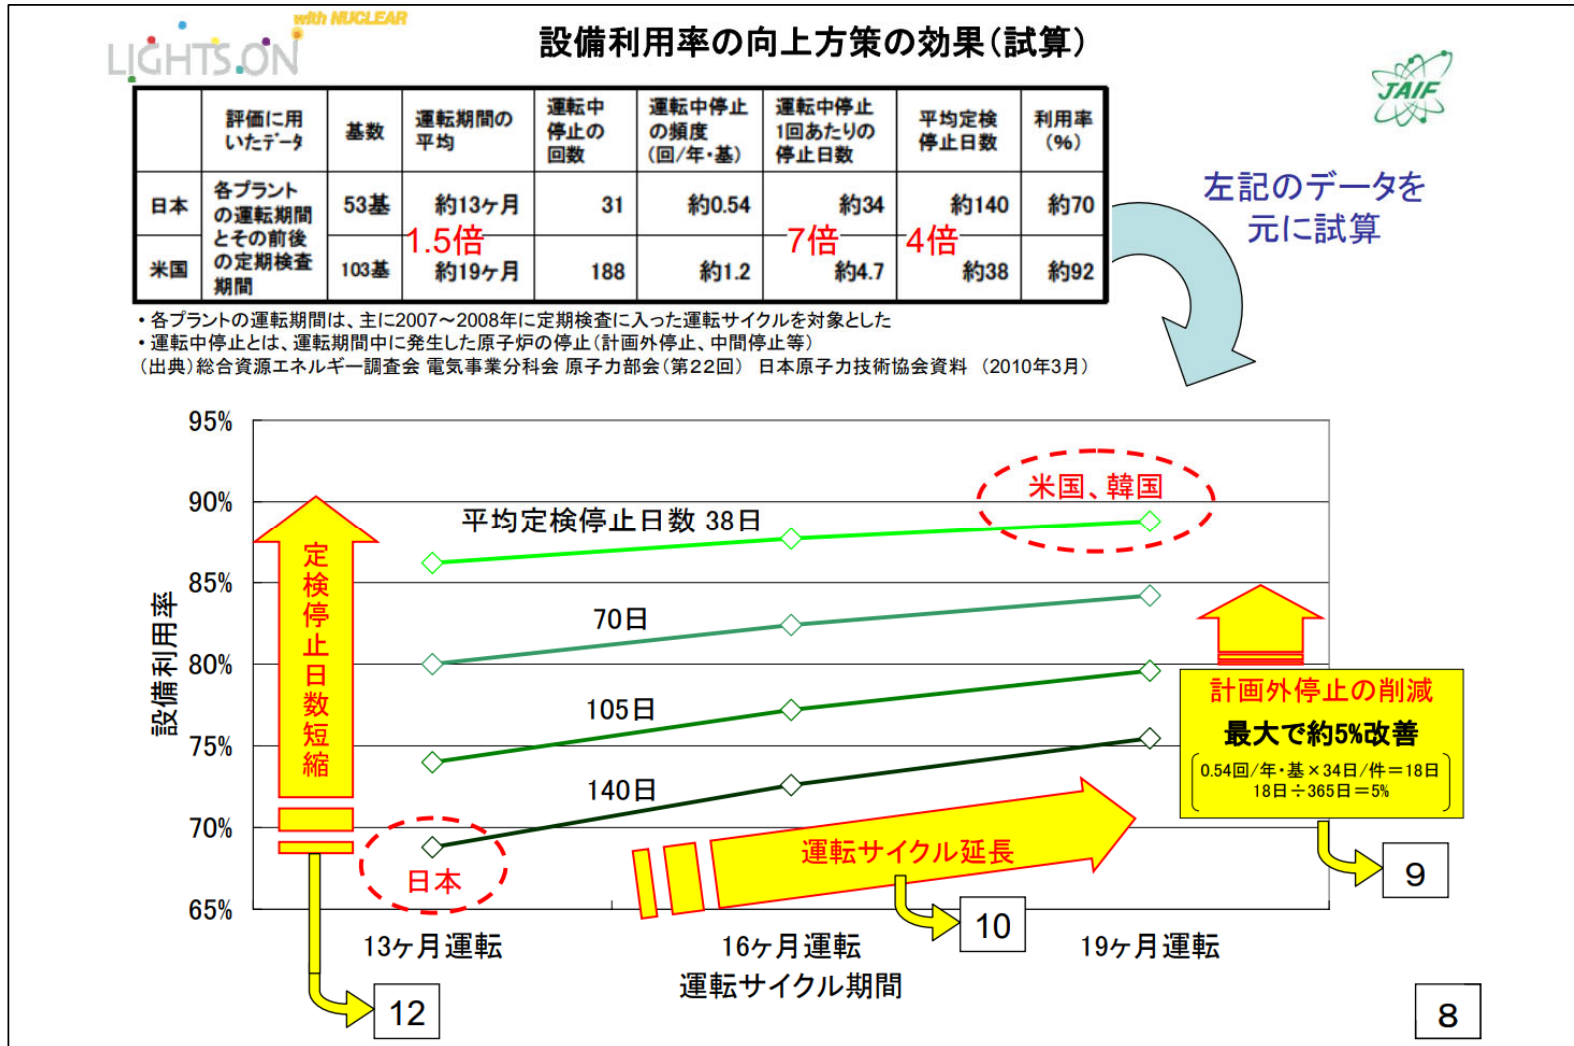 with NUCLEAR
LIGHTS.ON
設備利用率の向上方策の効果(試算)
JAIF
評価に用いたデータ 基数 運転期間の平均 運転中停止の回数 運転中停止の頻度(回/年・基) 運転中停止1回あたりの停止日数 平均定検停止日数 利用率(%)
日本 各プラントの運転期間とその前後の定期検査期間 53基 約13ヶ月 31 約0.54 約34 約140 約70
1.5倍 7倍 4倍
米国 103基 約19ヶ月 188 約1.2 約4.7 約38 約92
左記のデータを
元に試算
・各プラントの運転期間は、主に2007～2008年に定期検査に入った運転サイクルを対象とした
・運転中停止とは、運転期間中に発生した原子炉の停止(計画外停止、中間停止等)
(出典)総合資源エネルギー調査会 電気事業分科会 原子力部会(第22回) 日本原子力技術協会資料 (2010年3月)
95%
90%
85%
80%
75%
70%
65%
設備利用率
定検停止日数短縮
平均定検停止日数 38日
70日
105日
140日
米国、韓国
日本
運転サイクル延長
計画外停止の削減
最大で約5%改善
0.54回/年・基×34日/件＝18日
18日÷365日＝5%
9
10
12
13ヶ月運転 16ヶ月運転 19ヶ月運転
運転サイクル期間
8